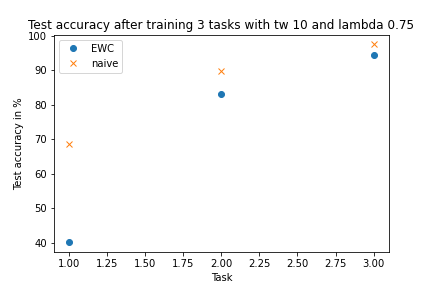 Test accuracy after training 3 tasks with tw 10 and lambda 0.75
EWC
naive
100
90
80
70
60
50
40
Test accuracy in %
1.00 1.25 1.50 1.75 2.00 2.25 2.50 2.75 3.00
Task